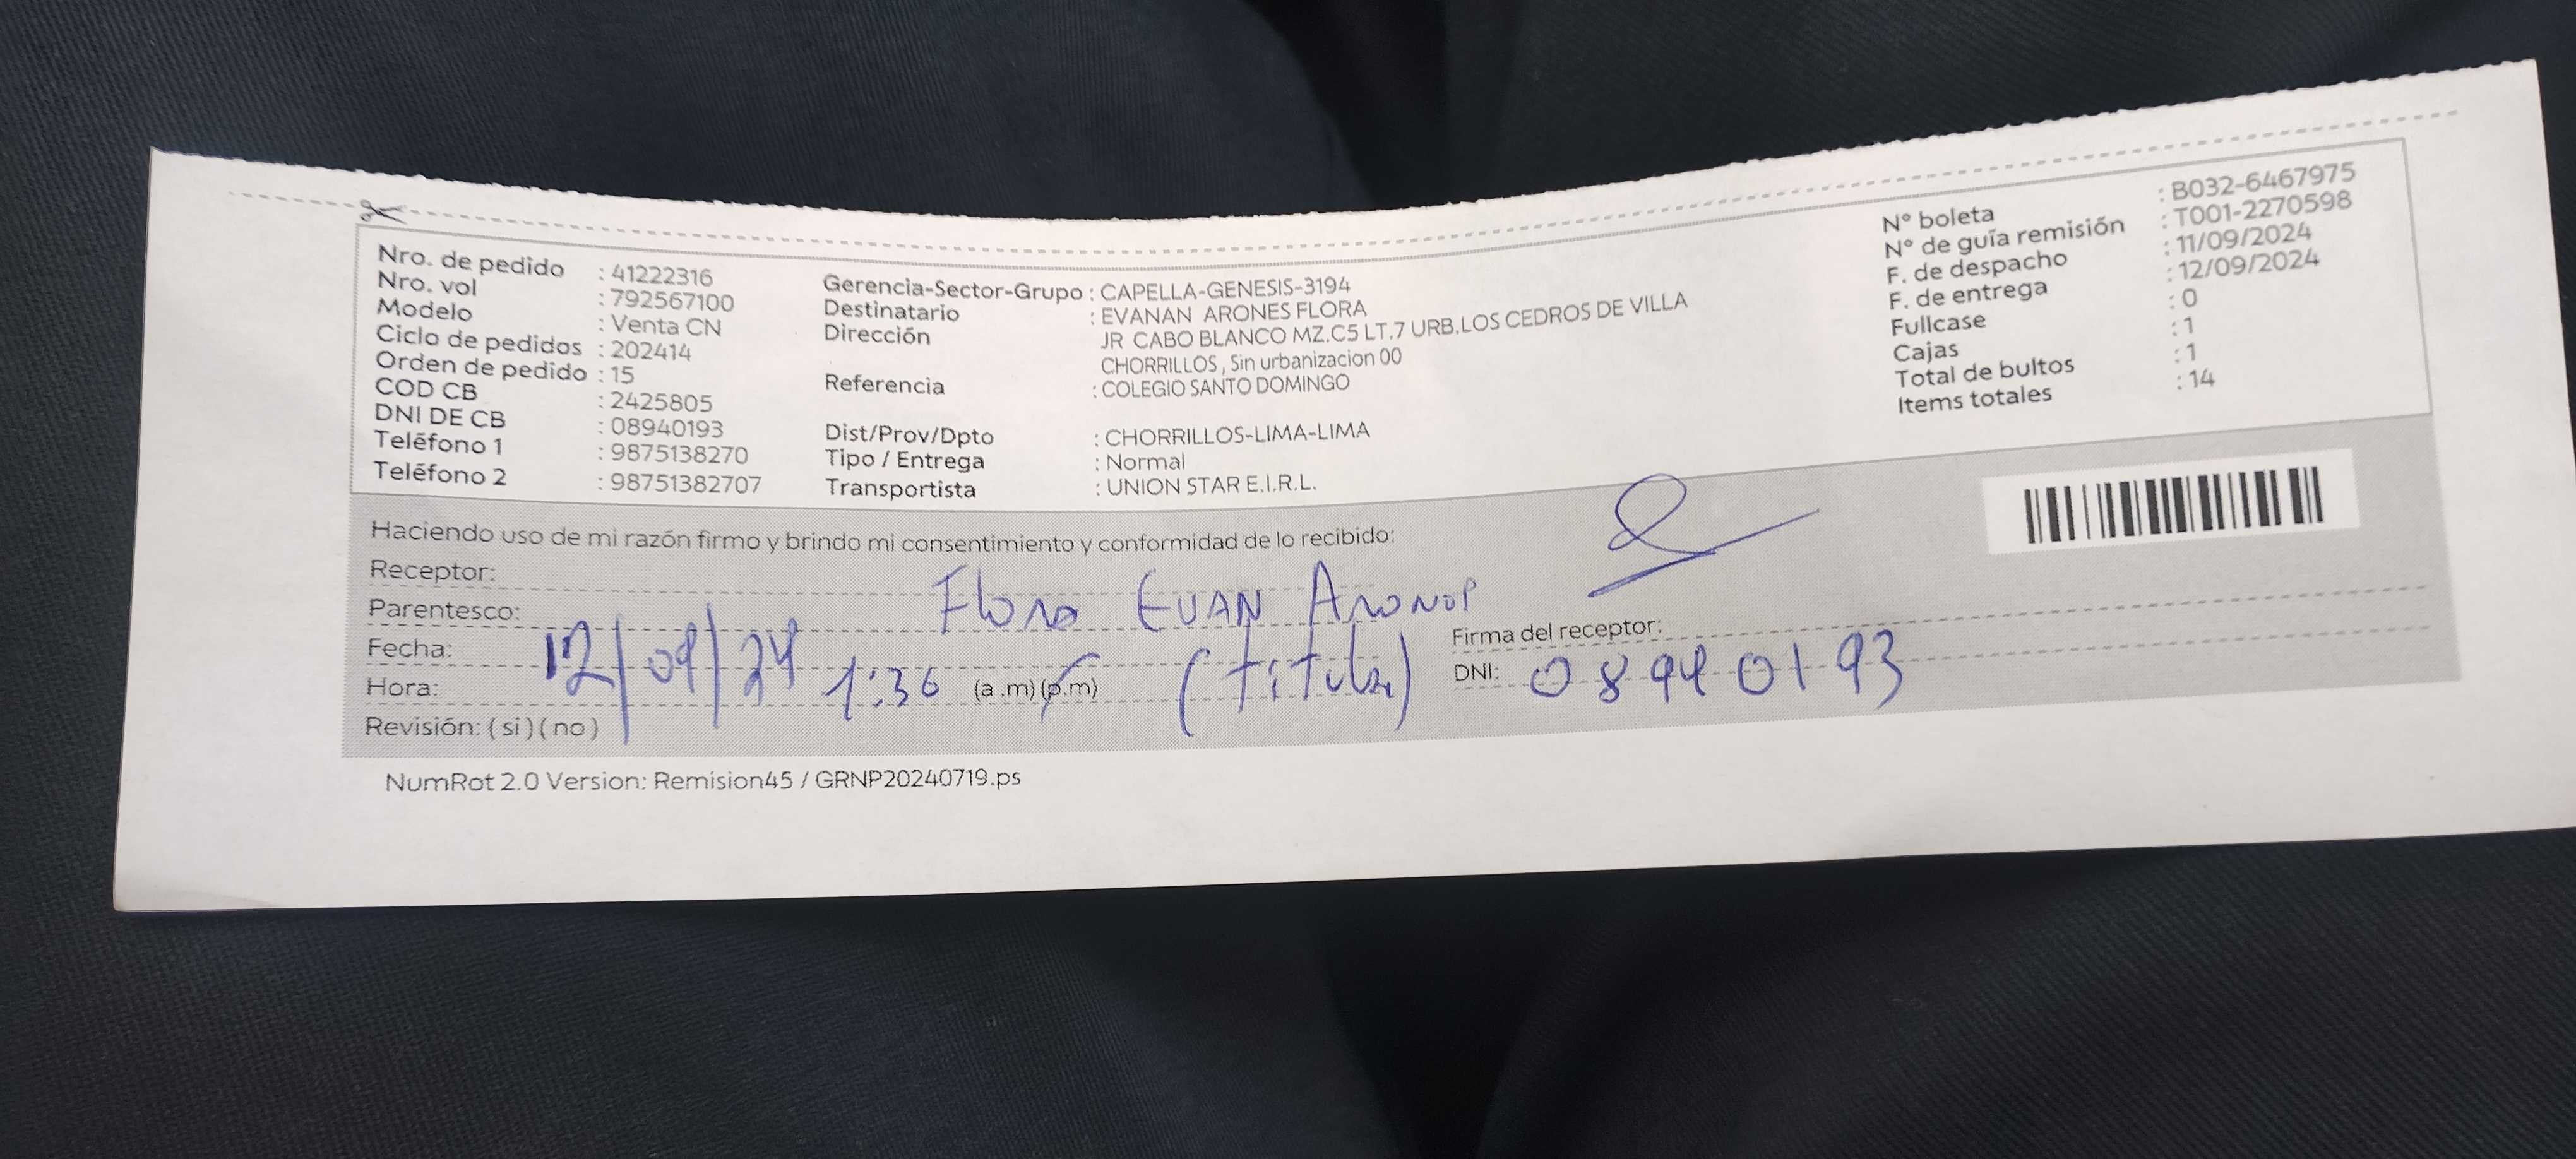 Nro. de pedido : 41222316
Nro. vol : 792567100
Modelo : Venta CN
Ciclo de pedidos : 202414
Orden de pedido : 15
COD CB : 2425805
DNI DE CB : 08940193
Teléfono 1 : 9875138270
Teléfono 2 : 98751382707
Gerencia-Sector-Grupo : CAPELLA-GENESIS-3194
Destinatario : EVANAN ARONES FLORA
Dirección JR CABO BLANCO MZ.C5 LT.7 URB.LOS CEDROS DE VILLA
CHORRILLOS , Sin urbanizacion 00
Referencia : COLEGIO SANTO DOMINGO
Dist/Prov/Dpto : CHORRILLOS-LIMA-LIMA
Tipo / Entrega : Normal
Transportista : UNION STAR E.I.R.L.
N° boleta : B032-6467975
N° de guía remisión : T001-2270598
F. de despacho : 11/09/2024
F. de entrega : 12/09/2024
Fullcase : 0
Cajas : 1
Total de bultos : 1
Items totales : 14
Haciendo uso de mi razón firmo y brindo mi consentimiento y conformidad de lo recibido:
Receptor:
Flora EVAN
Parentesco:
(titular)
Firma del receptor:
Fecha: 12/09/24
DNI: 08940193
Hora: 1:36 (a .m) (p.m)
Revisión: ( si ) ( no )
NumRot 2.0 Version: Remision45 / GRNP20240719.ps